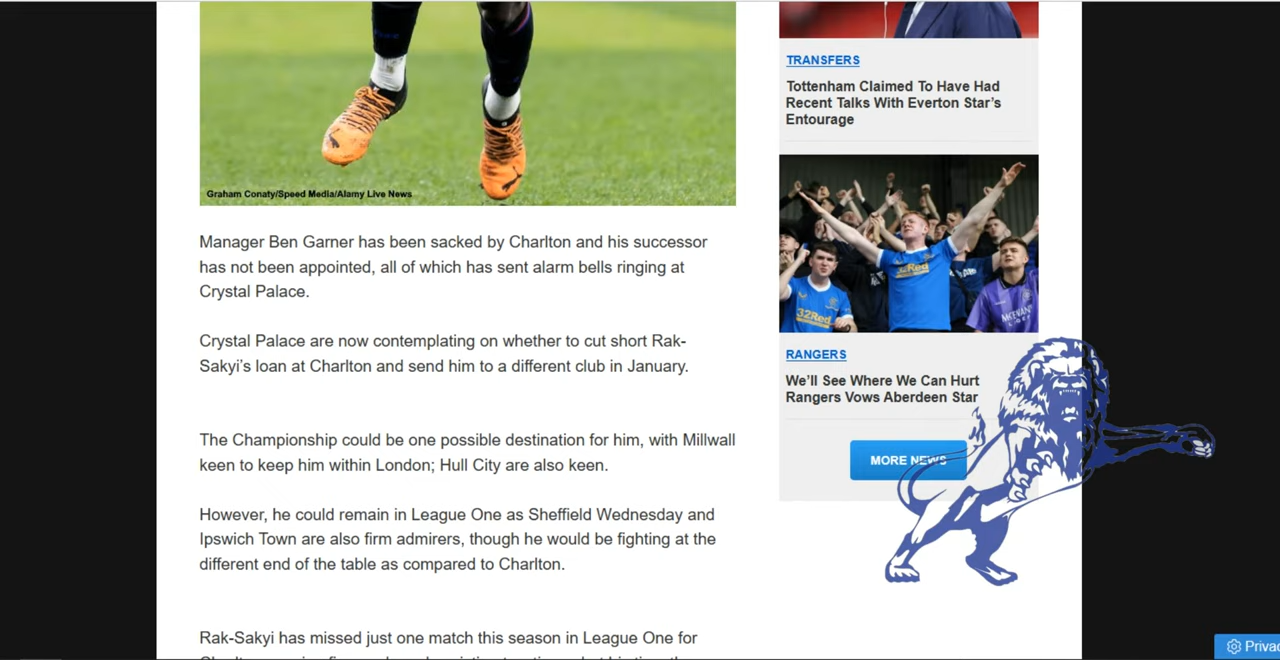 Graham Conaty/Speed Media/Alamy Live News
Manager Ben Garner has been sacked by Charlton and his successor
has not been appointed, all of which has sent alarm bells ringing at
Crystal Palace.
Crystal Palace are now contemplating on whether to cut short Rak-
Sakyi’s loan at Charlton and send him to a different club in January.
The Championship could be one possible destination for him, with Millwall
keen to keep him within London; Hull City are also keen.
However, he could remain in League One as Sheffield Wednesday and
Ipswich Town are also firm admirers, though he would be fighting at the
different end of the table as compared to Charlton.
Rak-Sakyi has missed just one match this season in League One for
TRANSFERS
Tottenham Claimed To Have Had
Recent Talks With Everton Star’s
Entourage
32Red
32Red
RANGERS
We’ll See Where We Can Hurt
Rangers Vows Aberdeen Star
MORE NEWS